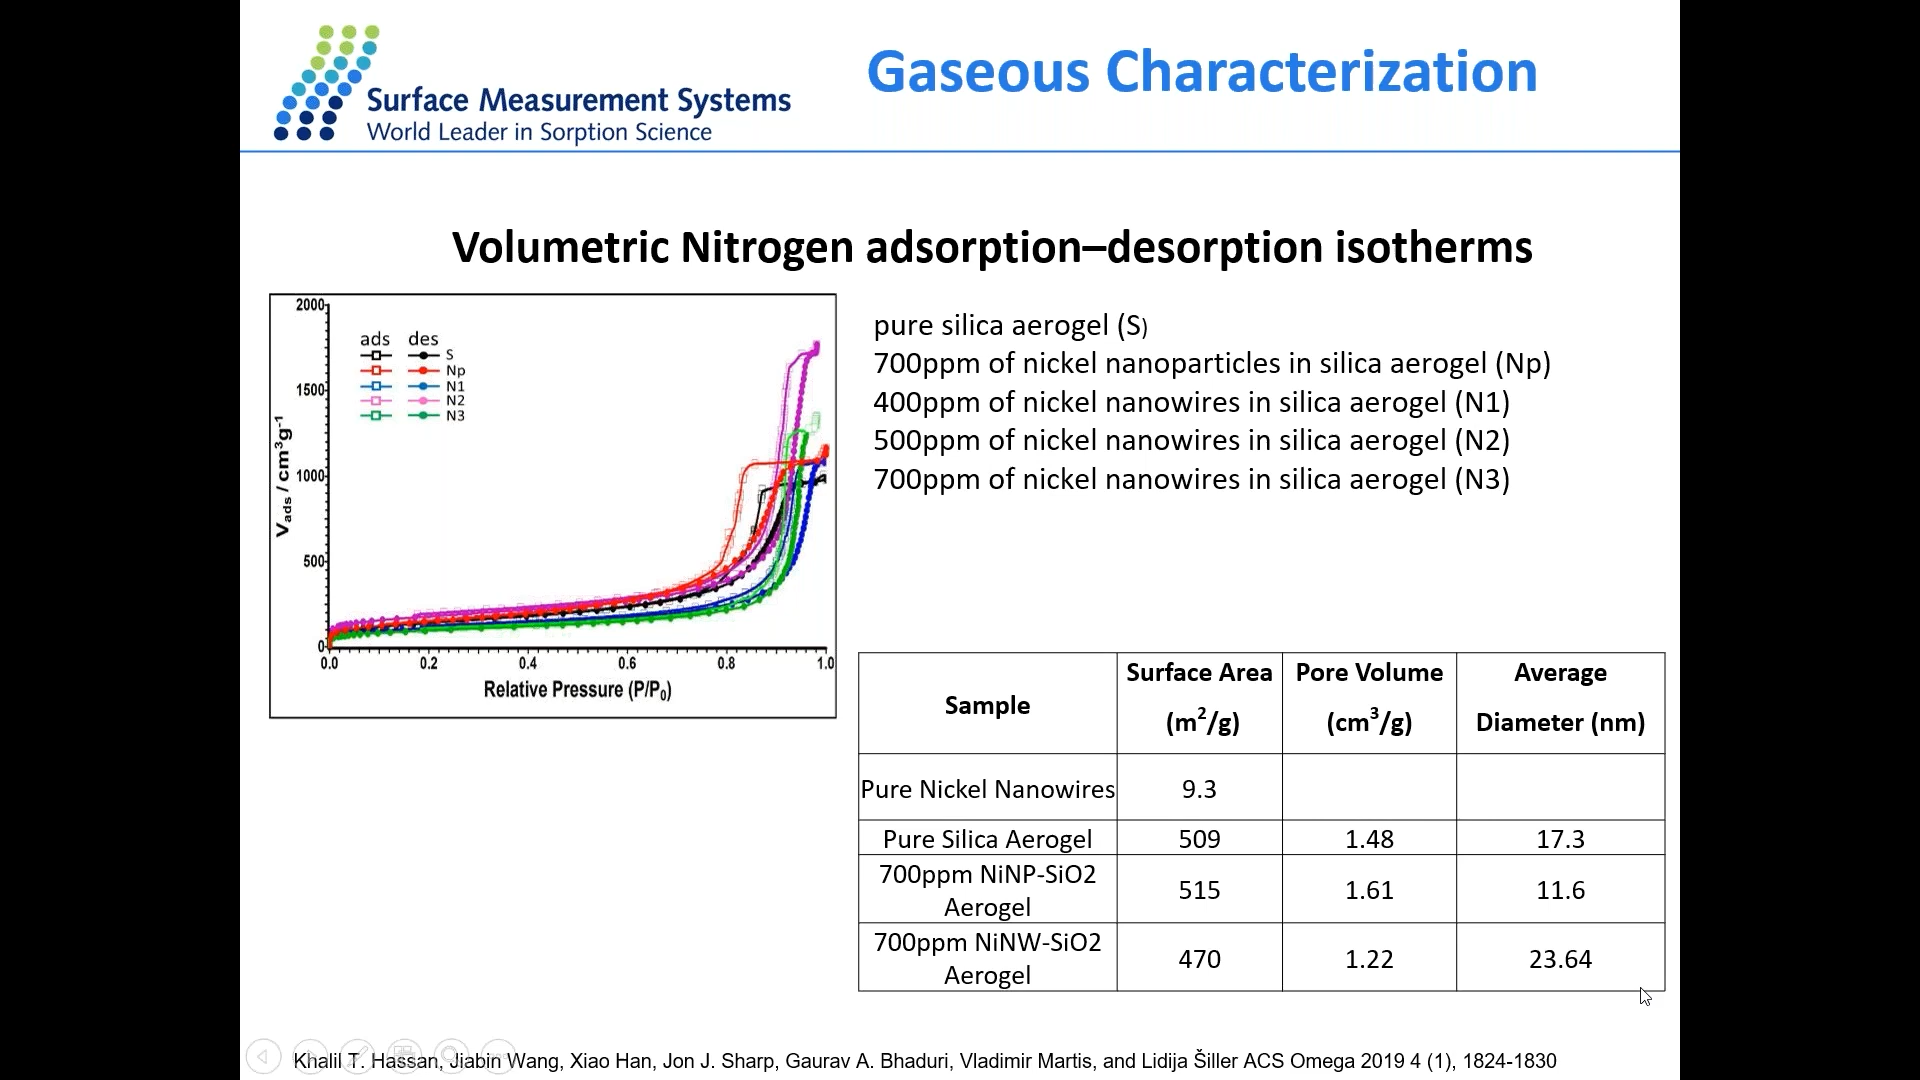 Surface Measurement Systems
World Leader in Sorption Science
Gaseous Characterization
Volumetric Nitrogen adsorption–desorption isotherms
2000
1500
1000
500
0
0.0 0.2 0.4 0.6 0.8 1.0
Vads / cm³g⁻¹
Relative Pressure (P/P₀)
ads des
S
Np
N1
N2
N3
pure silica aerogel (S)
700ppm of nickel nanoparticles in silica aerogel (Np)
400ppm of nickel nanowires in silica aerogel (N1)
500ppm of nickel nanowires in silica aerogel (N2)
700ppm of nickel nanowires in silica aerogel (N3)
Sample Surface Area (m²/g) Pore Volume (cm³/g) Average Diameter (nm)
Pure Nickel Nanowires 9.3
Pure Silica Aerogel 509 1.48 17.3
700ppm NiNP-SiO2 Aerogel 515 1.61 11.6
700ppm NiNW-SiO2 Aerogel 470 1.22 23.64
Khalil T. Hassan, Jiabin Wang, Xiao Han, Jon J. Sharp, Gaurav A. Bhaduri, Vladimir Martis, and Lidija Šiller ACS Omega 2019 4 (1), 1824-1830